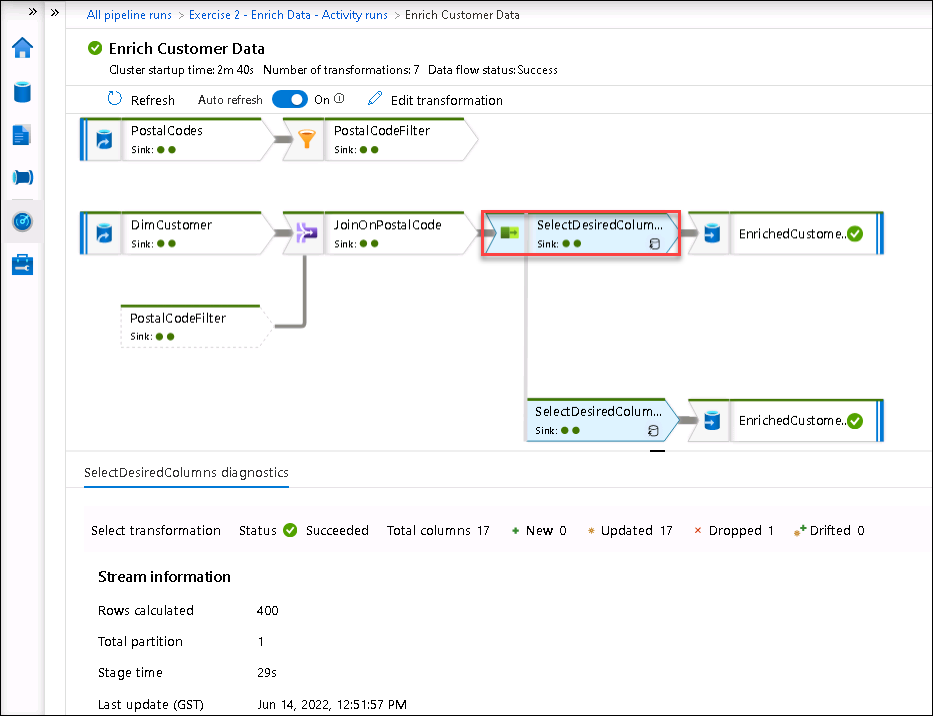 » » All pipeline runs > Exercise 2 - Enrich Data - Activity runs > Enrich Customer Data
Enrich Customer Data
Cluster startup time: 2m 40s Number of transformations: 7 Data flow status: Success
Refresh Auto refresh On Edit transformation
PostalCodes PostalCodeFilter
Sink: Sink:
DimCustomer JoinOnPostalCode SelectDesiredColum... EnrichedCustome..
Sink: Sink: Sink:
PostalCodeFilter
Sink:
SelectDesiredColum... EnrichedCustome..
Sink:
SelectDesiredColumns diagnostics
Select transformation Status Succeeded Total columns 17 New 0 Updated 17 Dropped 1 Drifted 0
Stream information
Rows calculated 400
Total partition 1
Stage time 29s
Last update (GST) Jun 14, 2022, 12:51:57 PM